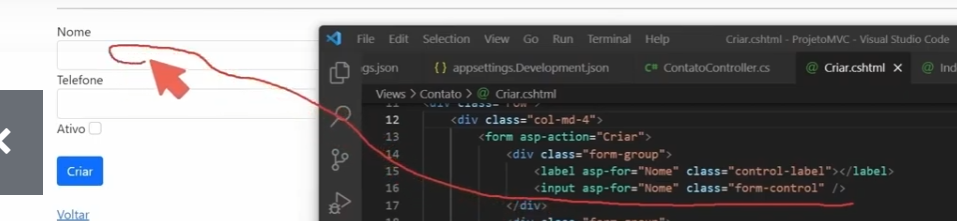 Nome
Telefone
Ativo
Criar
Voltar
File Edit Selection View Go Run Terminal Help Criar.cshtml - ProjetoMVC - Visual Studio Code
gs.json {} appsettings.Development.json C# ContatoController.cs @ Criar.cshtml × @ Ind
Views > Contato > @ Criar.cshtml
11 <div class="row">
12 <div class="col-md-4">
13 <form asp-action="Criar">
14 <div class="form-group">
15 <label asp-for="Nome" class="control-label"></label>
16 <input asp-for="Nome" class="form-control" />
17 </div>
18 <div class="form-group">